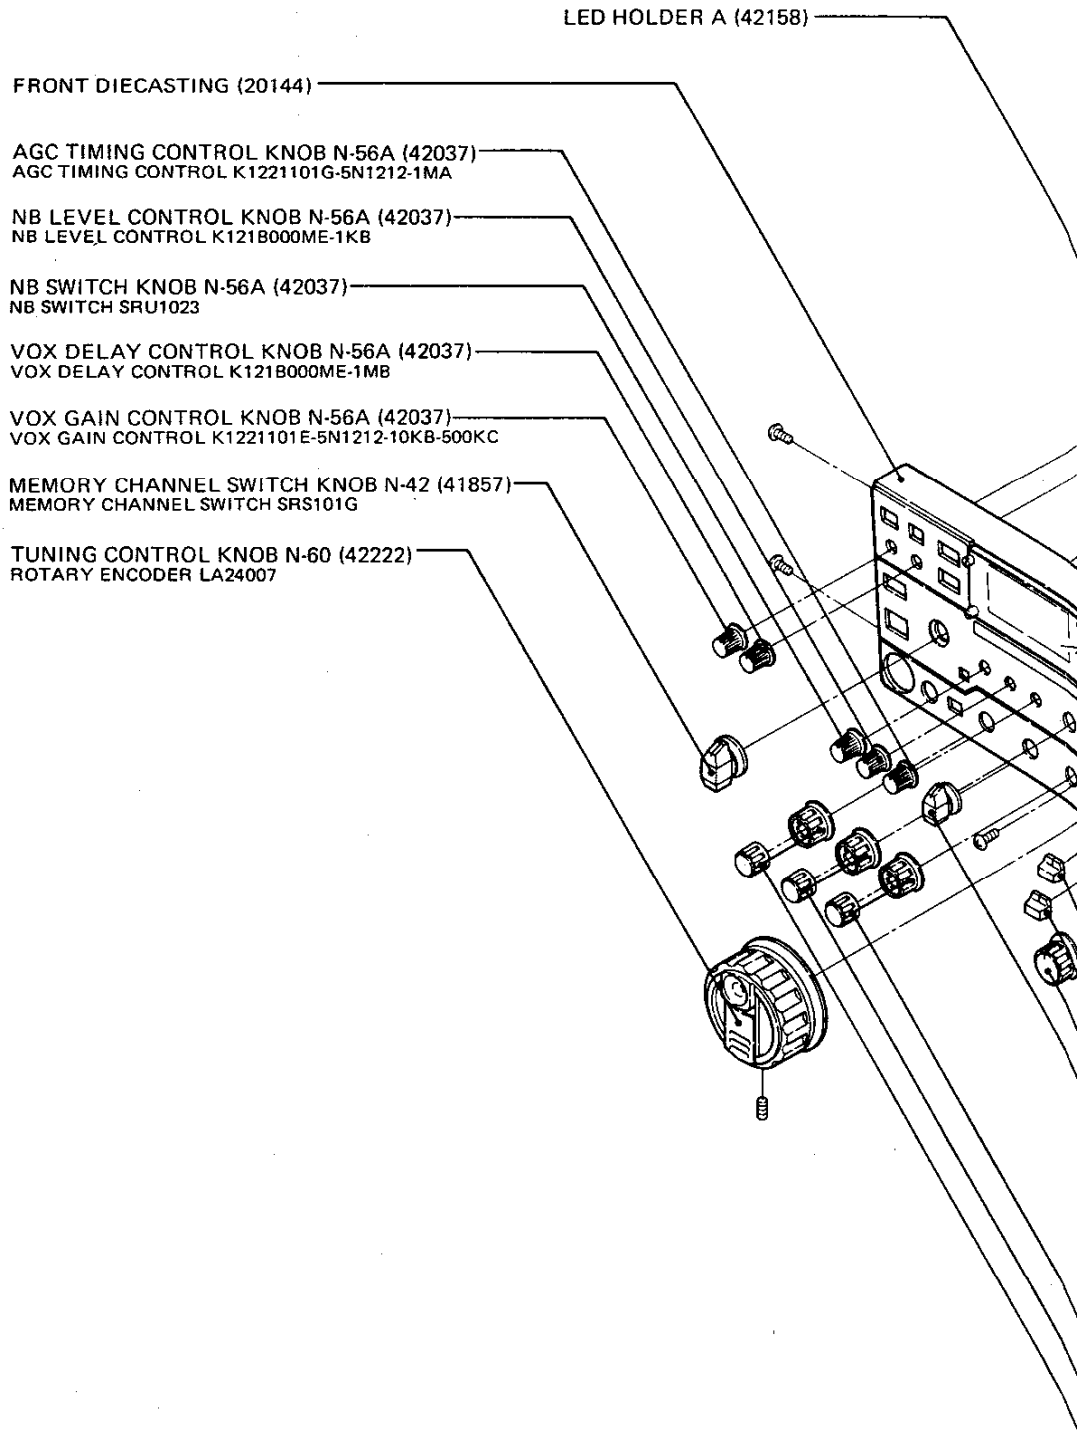 LED HOLDER A (42158)
FRONT DIECASTING (20144)
AGC TIMING CONTROL KNOB N-56A (42037)
AGC TIMING CONTROL K1221101G-5N1212-1MA
NB LEVEL CONTROL KNOB N-56A (42037)
NB LEVEL CONTROL K121B000ME-1KB
NB SWITCH KNOB N-56A (42037)
NB SWITCH SRU1023
VOX DELAY CONTROL KNOB N-56A (42037)
VOX DELAY CONTROL K121B000ME-1MB
VOX GAIN CONTROL KNOB N-56A (42037)
VOX GAIN CONTROL K1221101E-5N1212-10KB-500KC
MEMORY CHANNEL SWITCH KNOB N-42 (41857)
MEMORY CHANNEL SWITCH SRS101G
TUNING CONTROL KNOB N-60 (42222)
ROTARY ENCODER LA24007